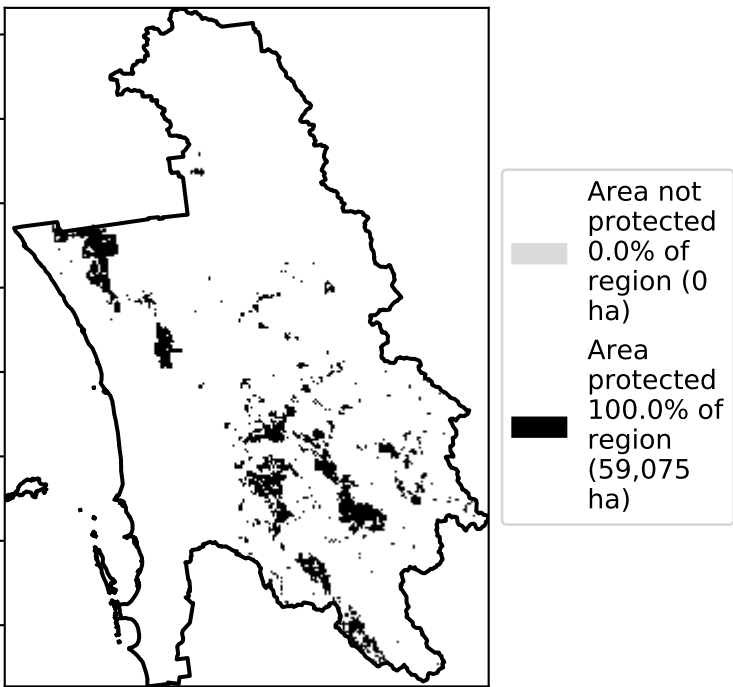 Area not
protected
0.0% of
region (0
ha)
Area
protected
100.0% of
region
(59,075
ha)